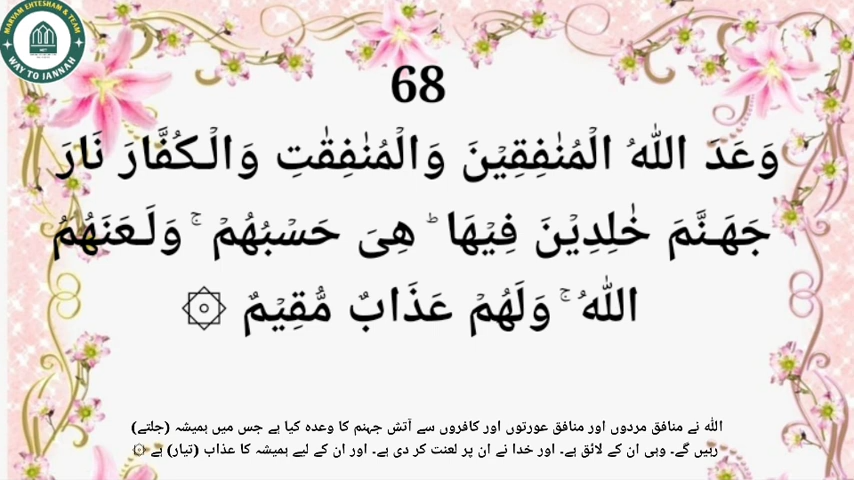 MARYAM EHTESHAM & TEAM
WAY TO JANNAH
68
وَعَدَ اللّٰهُ الْمُنٰفِقِيْنَ وَالْمُنٰفِقٰتِ وَالْكُفَّارَ نَارَ
جَهَـنَّمَ خٰلِدِيْنَ فِيْهَا ؕ هِىَ حَسْبُهُمْ ۚ وَلَـعَنَهُمُ
اللّٰهُ ۚ وَلَهُمْ عَذَابٌ مُّقِيْمٌ ۞
اللّٰہ نے منافق مردوں اور منافق عورتوں اور کافروں سے آتش جہنم کا وعدہ کیا ہے جس میں ہمیشہ (جلتے)
رہیں گے۔ وہی ان کے لائق ہے۔ اور خدا نے ان پر لعنت کر دی ہے۔ اور ان کے لیے ہمیشہ کا عذاب (تیار) ہے ۞